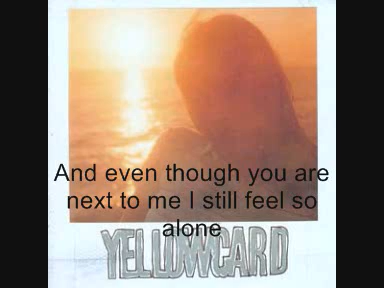 And even though you are
next to me I still feel so
alone
YELLOWCARD